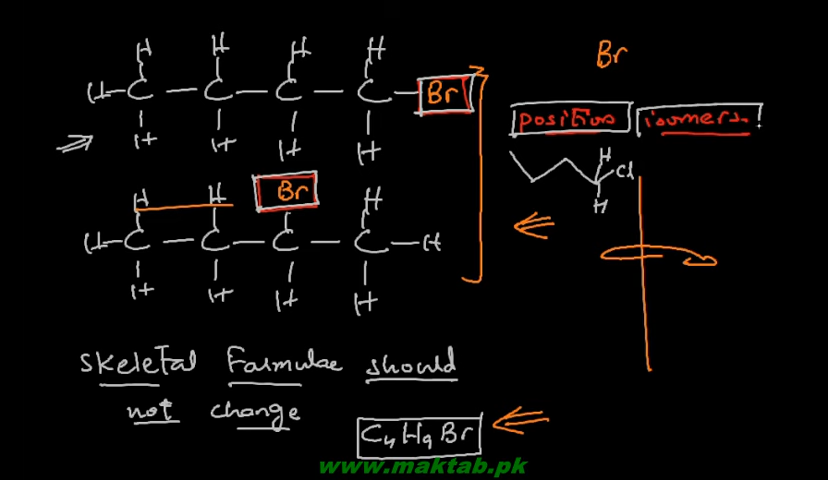 H H H H
H-C-C-C-C-Br
H H H H
Br
position isomers
H
Cl
H
H H Br H
H-C-C-C-C-H
H H H H
Skeletal Formulae should
not change
C4H9Br
www.maktab.pk